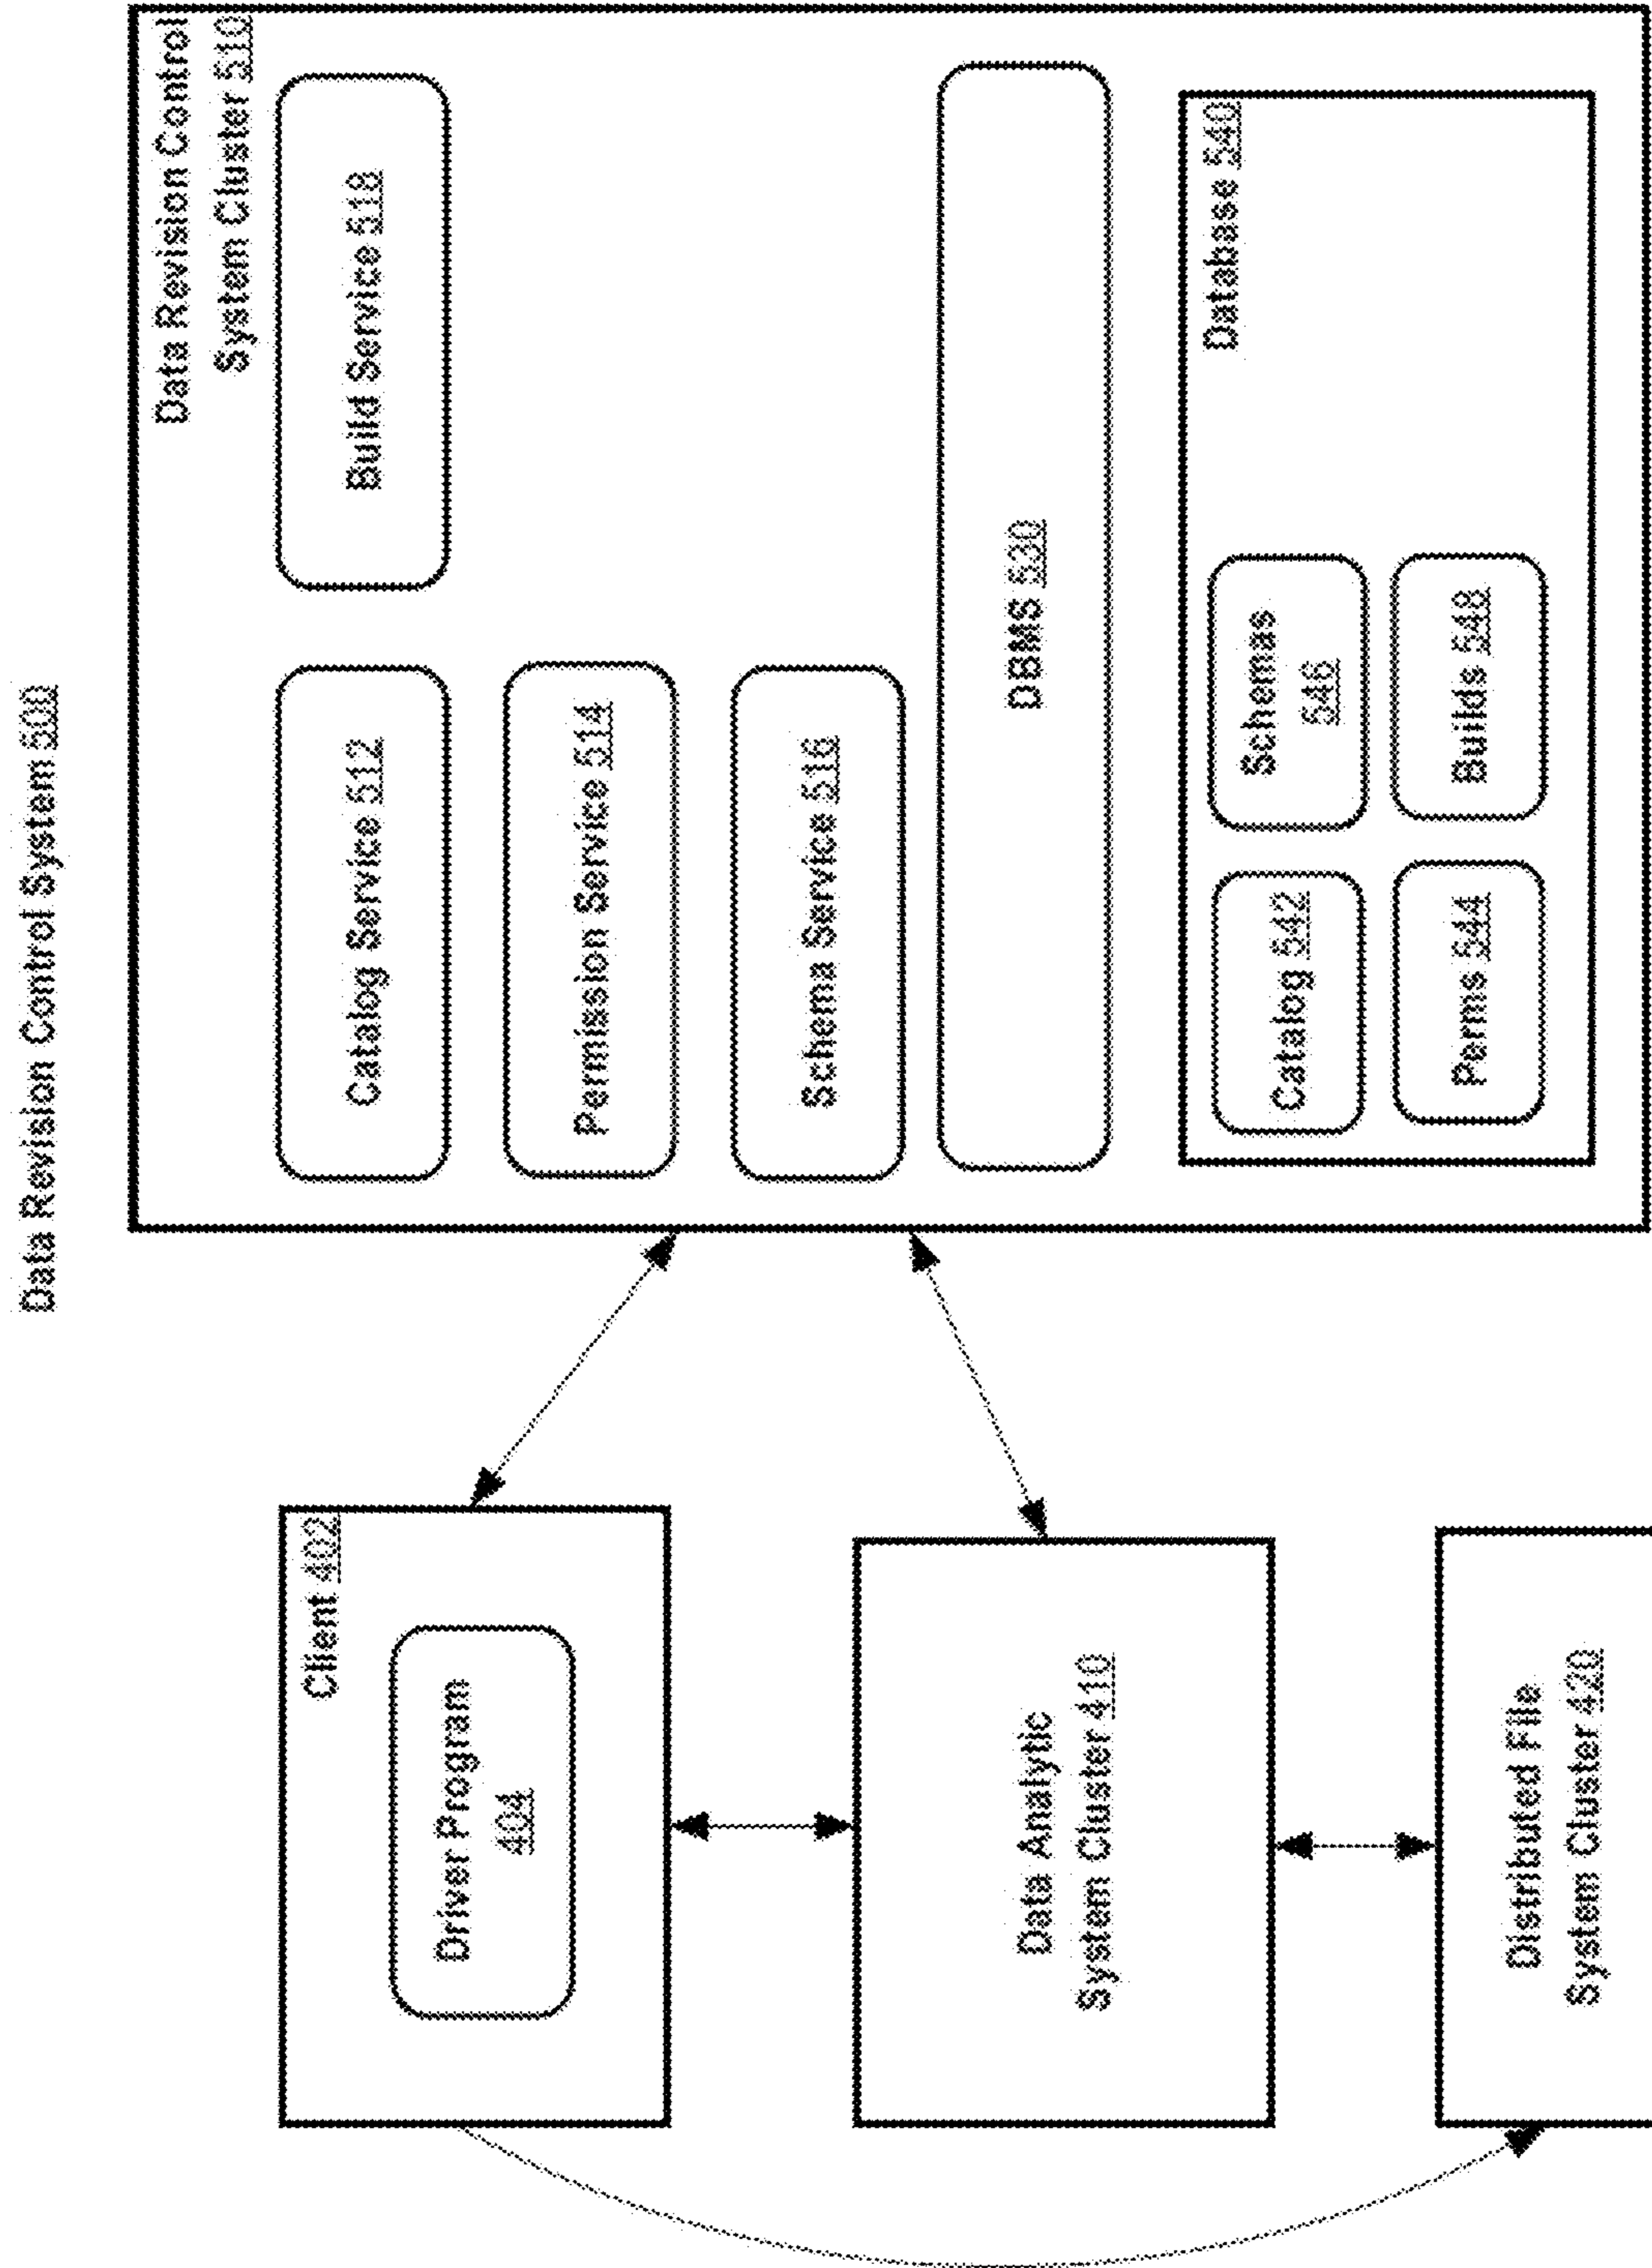 Data Revision Control System 500
Client 402
Driver Program
404
Data Analytic
System Cluster 410
Distributed File
System Cluster 420
Data Revision Control
System Cluster 510
Catalog Service 512
Build Service 518
Permission Service 514
Schema Service 516
DBMS 530
Database 540
Catalog 542
Schemas
546
Perms 544
Builds 548